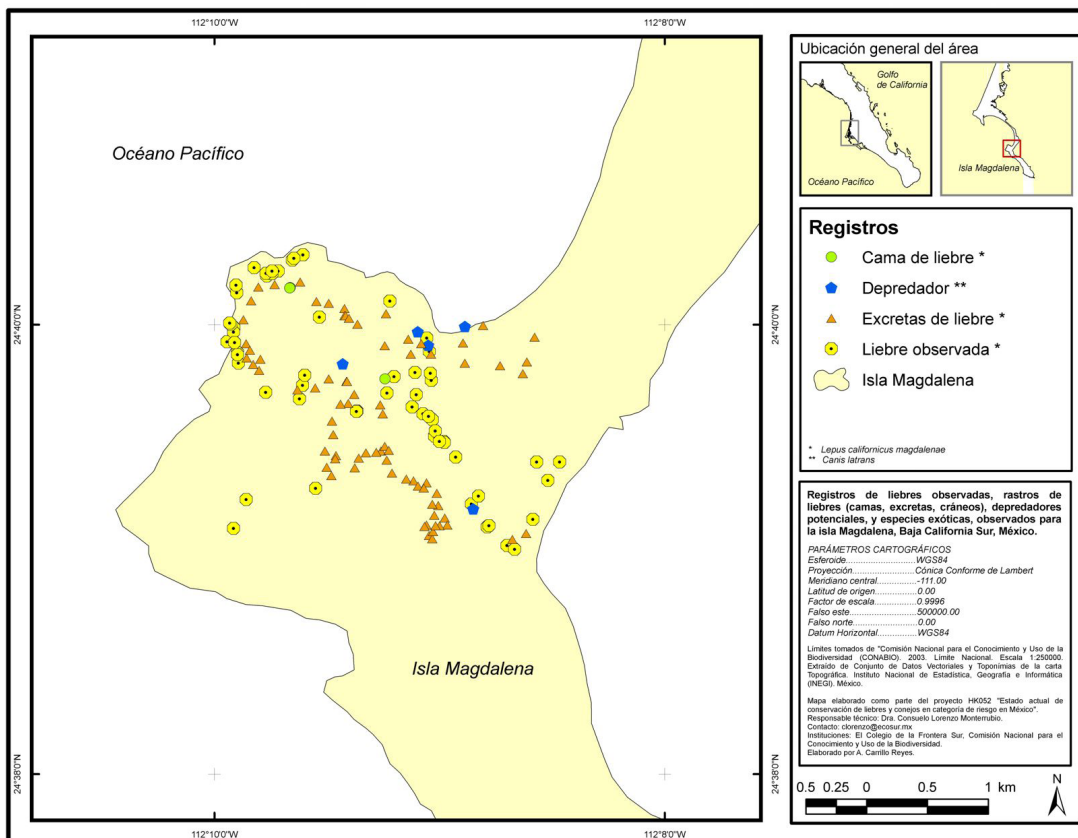 112°10'0"W
112°8'0"W
Océano Pacífico
24°40'0"N
24°40'0"N
Isla Magdalena
24°38'0"N
24°38'0"N
112°10'0"W
112°8'0"W
Ubicación general del área
Golfo
de California
Océano Pacífico
Isla Magdalena
Registros
Cama de liebre *
Depredador **
Excretas de liebre *
Liebre observada *
Isla Magdalena
* Lepus californicus magdalenae
** Canis latrans
Registros de liebres observadas, rastros de
liebres (camas, excretas, cráneos), depredadores
potenciales, y especies exóticas, observados para
la isla Magdalena, Baja California Sur, México.
PARÁMETROS CARTOGRÁFICOS
Esferoide............................WGS84
Proyección.......................Cónica Conforme de Lambert
Meridiano central................-111.00
Latitud de origen.................0.00
Factor de escala.................0.9996
Falso este............................500000.00
Falso norte..........................0.00
Datum Horizontal................WGS84
Límites tomados de "Comisión Nacional para el Conocimiento y Uso de la
Biodiversidad (CONABIO). 2003. Límite Nacional. Escala 1:250000.
Extraído de Conjunto de Datos Vectoriales y Toponimias de la carta
Topográfica. Instituto Nacional de Estadística, Geografía e Informática
(INEGI). México.
Mapa elaborado como parte del proyecto HK052 "Estado actual de
conservación de liebres y conejos en categoría de riesgo en México".
Responsable técnico: Dra. Consuelo Lorenzo Monterrubio.
Contacto: clorenzo@ecosur.mx
Instituciones: El Colegio de la Frontera Sur, Comisión Nacional para el
Conocimiento y Uso de la Biodiversidad.
Elaborado por A. Carrillo Reyes.
0.5 0.25 0 0.5 1 km
N